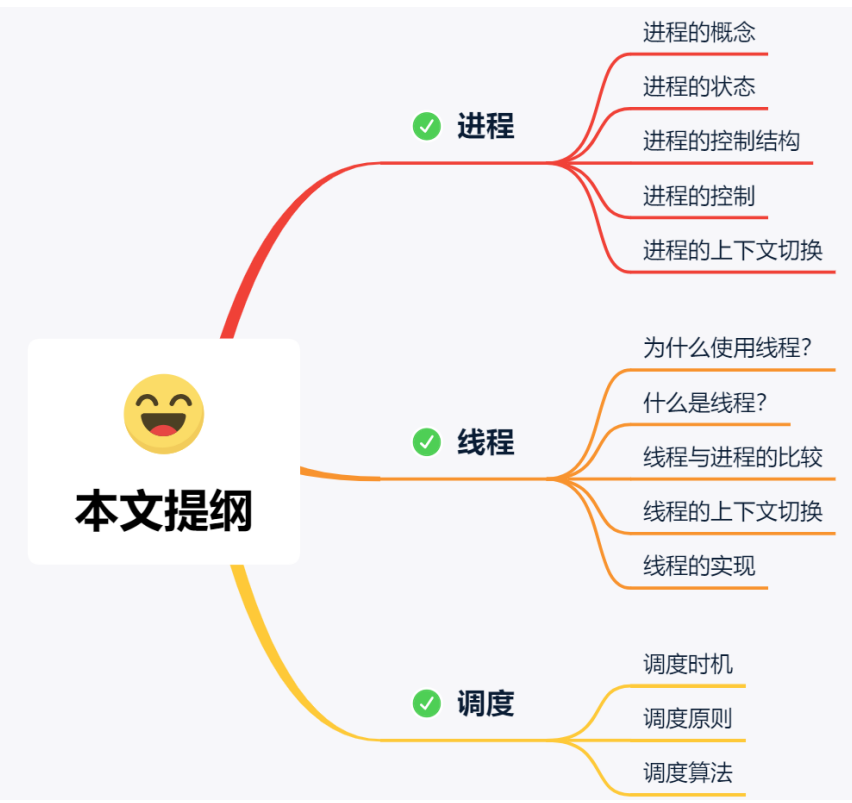 本文提纲
进程
进程的概念
进程的状态
进程的控制结构
进程的控制
进程的上下文切换
线程
为什么使用线程？
什么是线程？
线程与进程的比较
线程的上下文切换
线程的实现
调度
调度时机
调度原则
调度算法